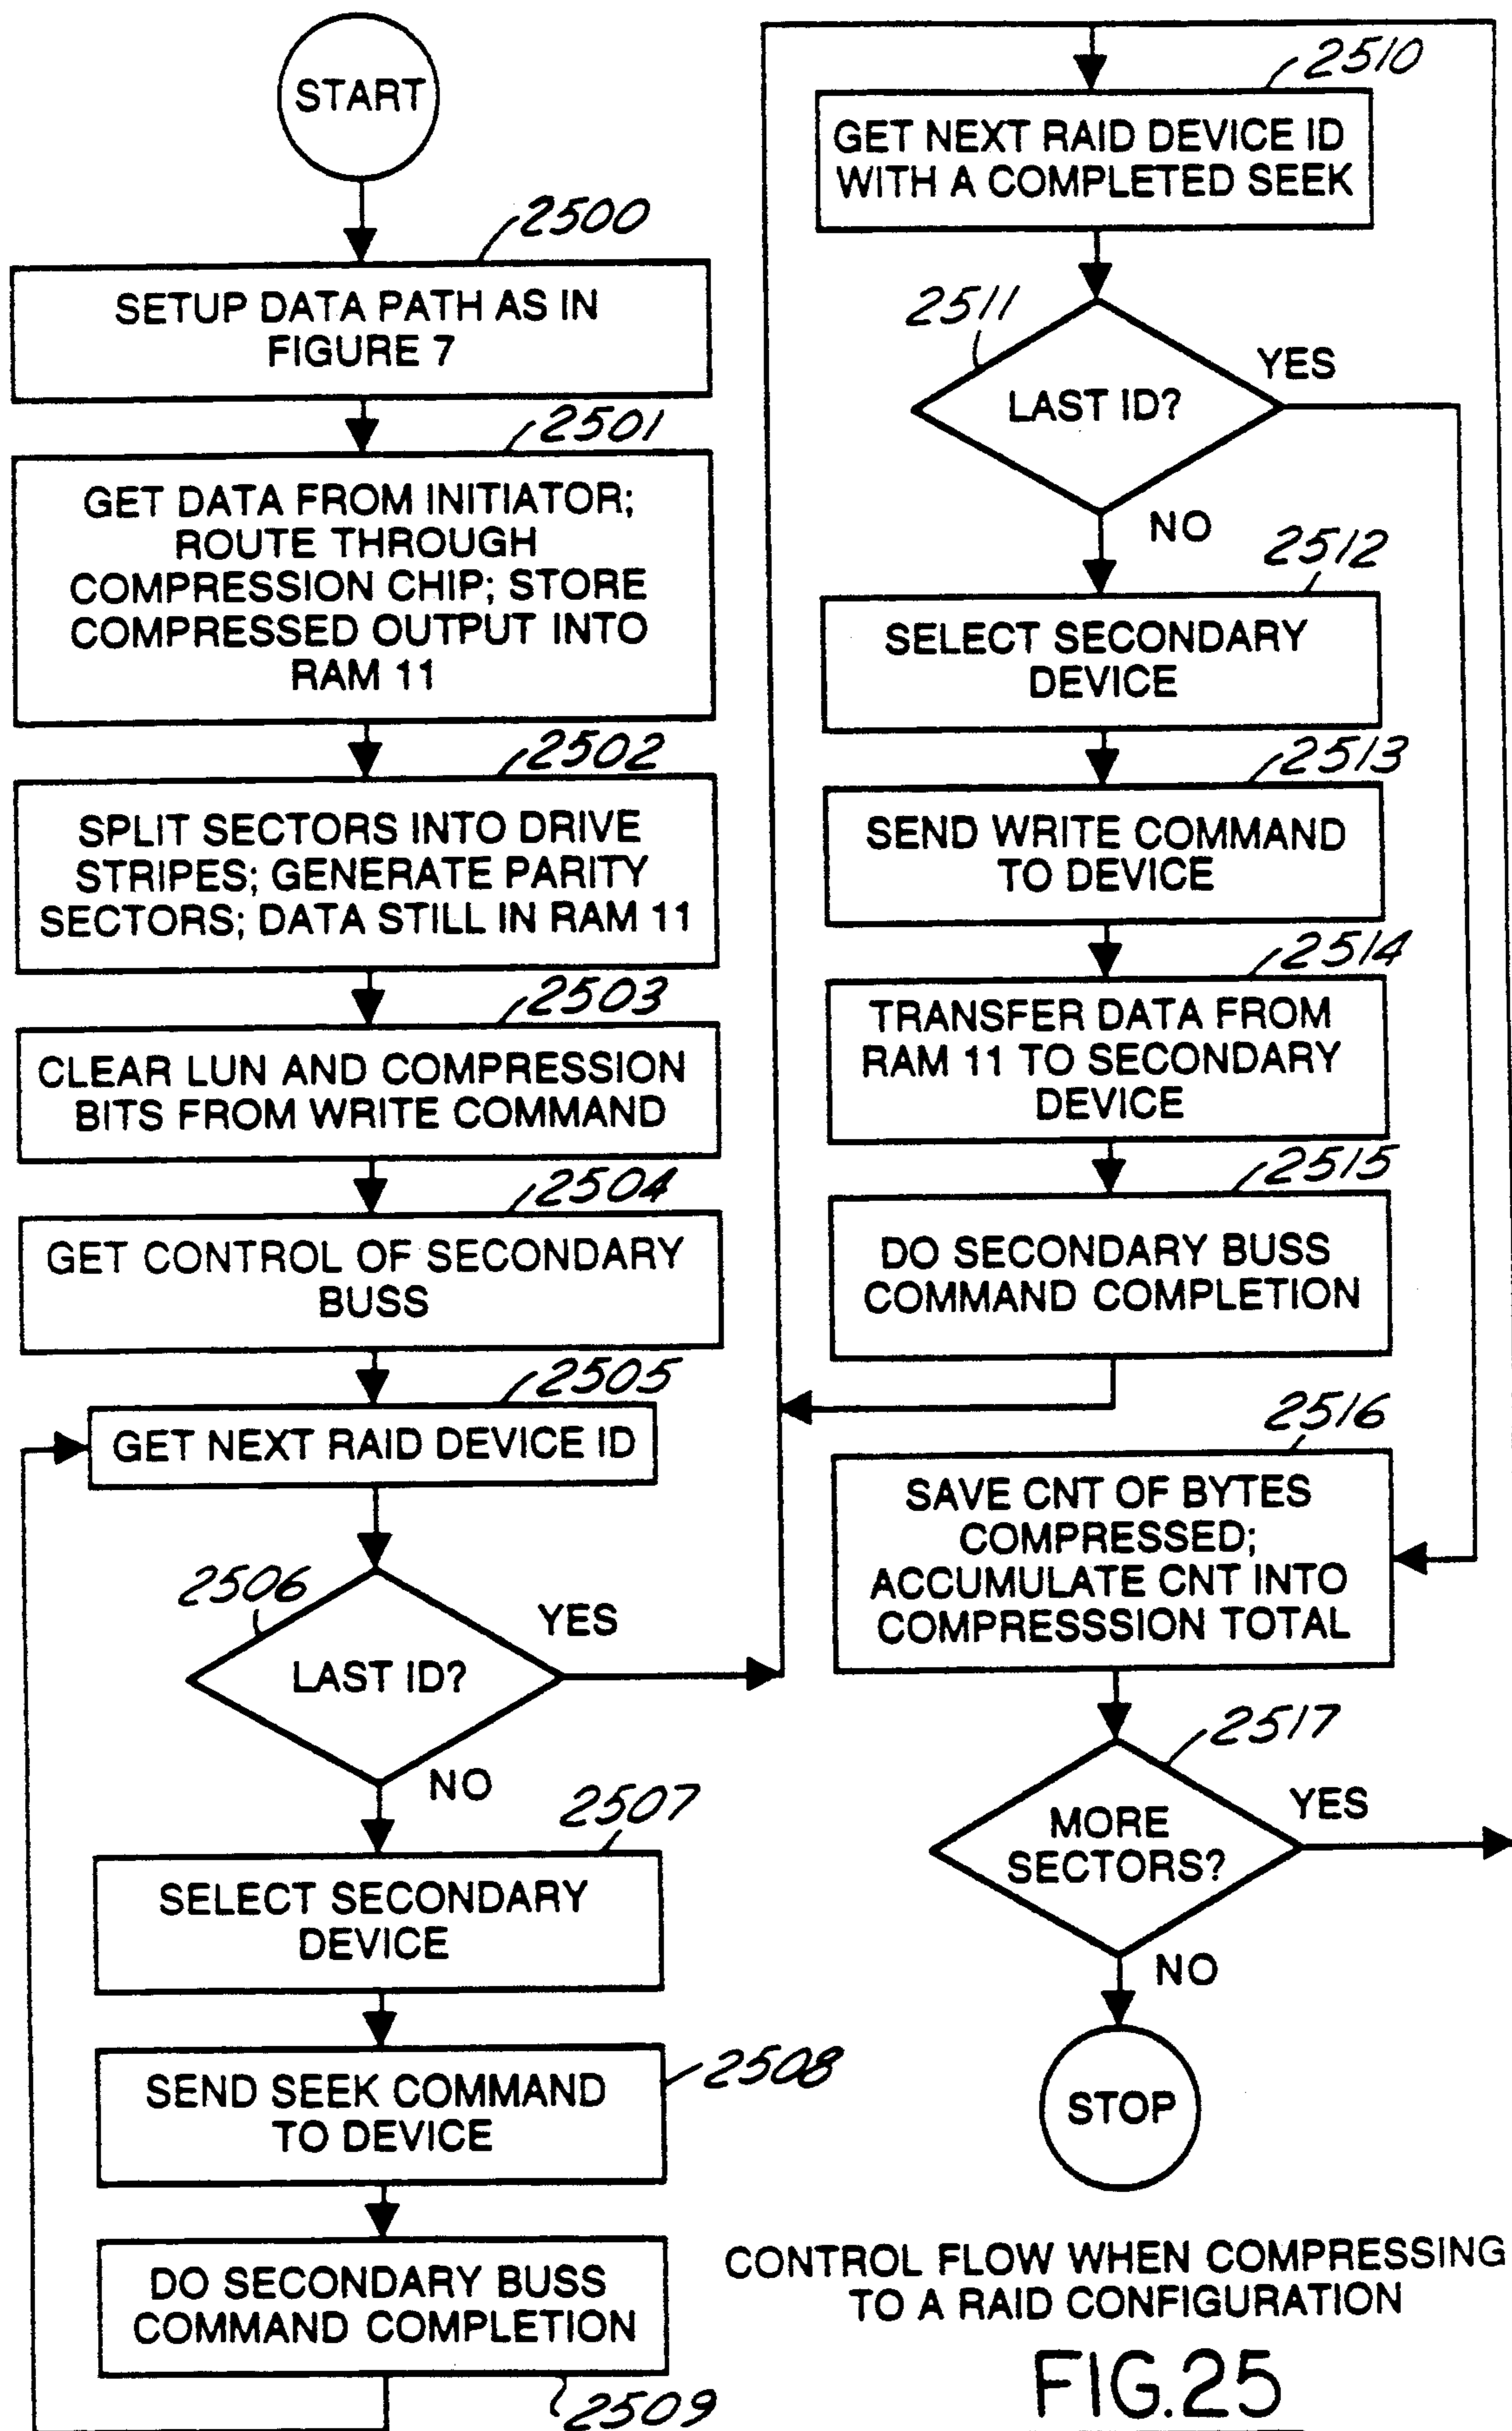 START
2500
SETUP DATA PATH AS IN
FIGURE 7
2501
GET DATA FROM INITIATOR;
ROUTE THROUGH
COMPRESSION CHIP; STORE
COMPRESSED OUTPUT INTO
RAM 11
2502
SPLIT SECTORS INTO DRIVE
STRIPES; GENERATE PARITY
SECTORS; DATA STILL IN RAM 11
2503
CLEAR LUN AND COMPRESSION
BITS FROM WRITE COMMAND
2504
GET CONTROL OF SECONDARY
BUSS
2505
GET NEXT RAID DEVICE ID
2506
LAST ID?
YES
NO
2507
SELECT SECONDARY
DEVICE
2508
SEND SEEK COMMAND
TO DEVICE
DO SECONDARY BUSS
COMMAND COMPLETION
2509
2510
GET NEXT RAID DEVICE ID
WITH A COMPLETED SEEK
2511
LAST ID?
YES
NO
2512
SELECT SECONDARY
DEVICE
2513
SEND WRITE COMMAND
TO DEVICE
2514
TRANSFER DATA FROM
RAM 11 TO SECONDARY
DEVICE
2515
DO SECONDARY BUSS
COMMAND COMPLETION
2516
SAVE CNT OF BYTES
COMPRESSED;
ACCUMULATE CNT INTO
COMPRESSSION TOTAL
2517
MORE
SECTORS?
YES
NO
STOP
CONTROL FLOW WHEN COMPRESSING
TO A RAID CONFIGURATION
FIG.25